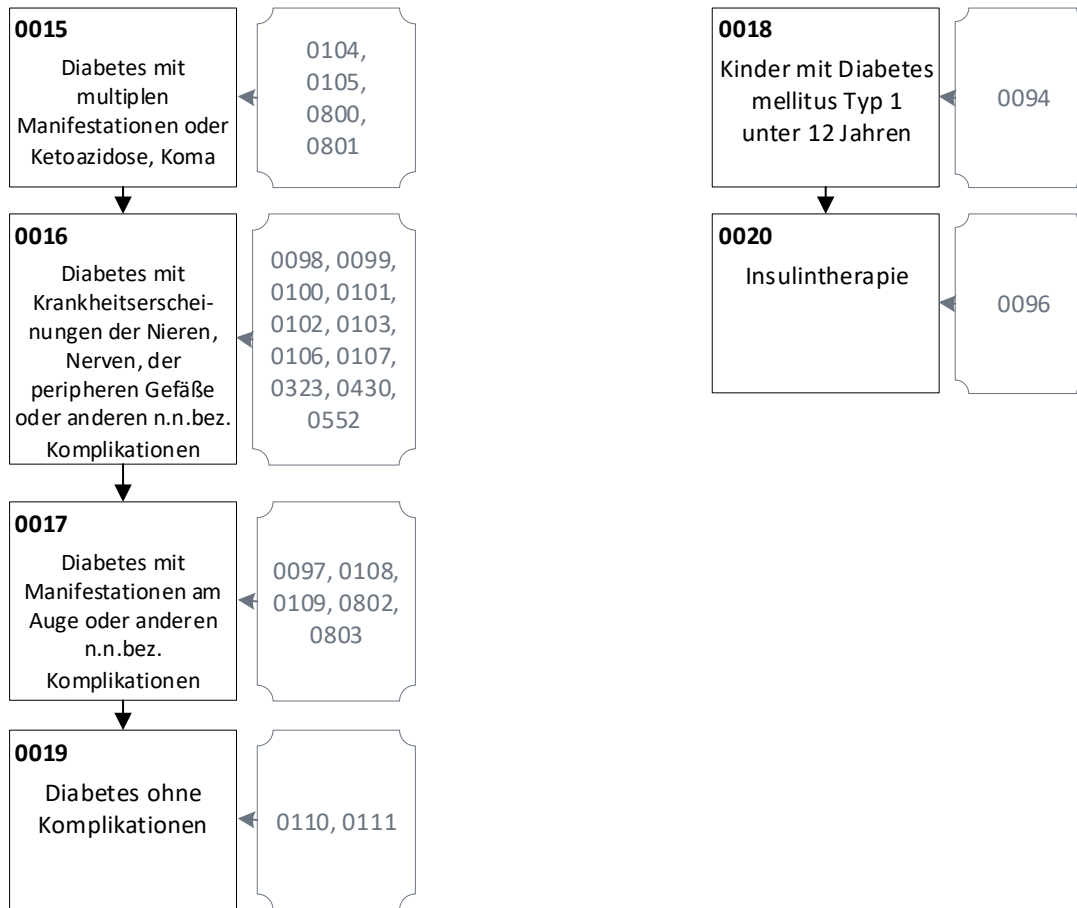 0015
Diabetes mit
multiplen
Manifestationen oder
Ketoazidose, Koma
0104,
0105,
0800,
0801
0016
Diabetes mit
Krankheitserschei-
nungen der Nieren,
Nerven, der
peripheren Gefäße
oder anderen n.n.bez.
Komplikationen
0098, 0099,
0100, 0101,
0102, 0103,
0106, 0107,
0323, 0430,
0552
0017
Diabetes mit
Manifestationen am
Auge oder anderen
n.n.bez.
Komplikationen
0097, 0108,
0109, 0802,
0803
0019
Diabetes ohne
Komplikationen
0110, 0111
0018
Kinder mit Diabetes
mellitus Typ 1
unter 12 Jahren
0094
0020
Insulintherapie
0096